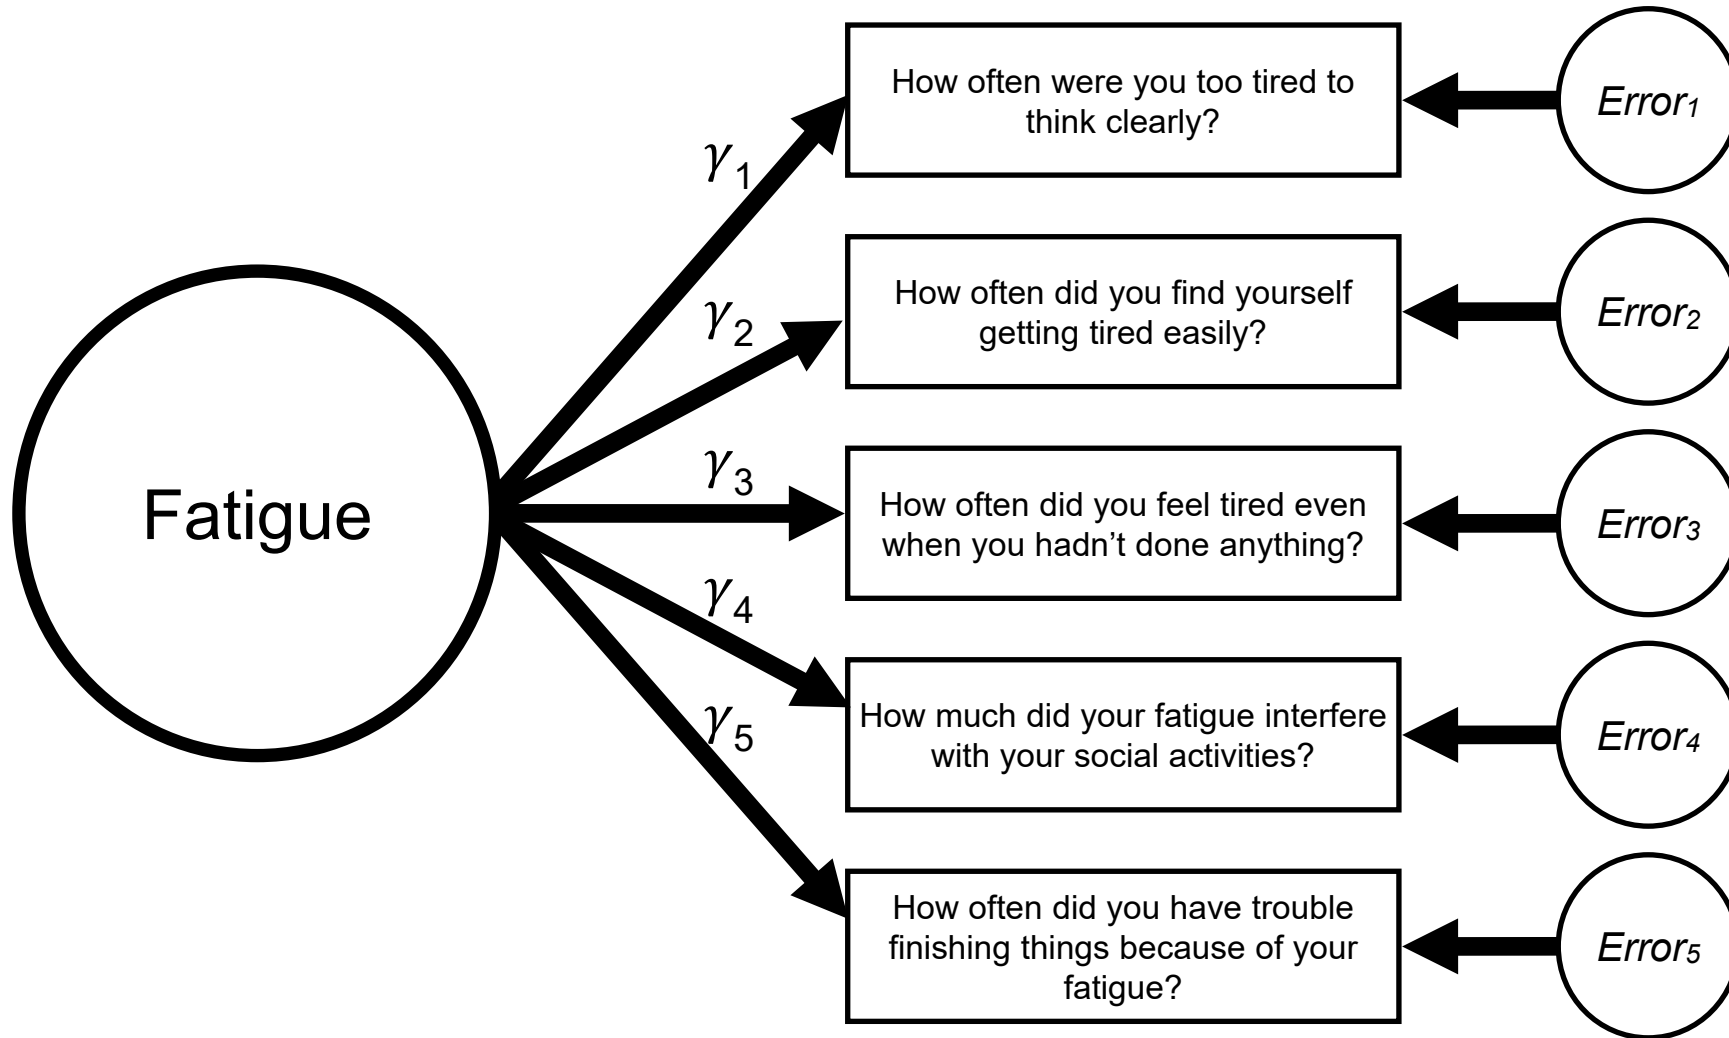 How often were you too tired to
think clearly?
Error₁
γ₁
How often did you find yourself
getting tired easily?
Error₂
γ₂
How often did you feel tired even
when you hadn’t done anything?
Error₃
γ₃
Fatigue
γ₄
How much did your fatigue interfere
with your social activities?
Error₄
γ₅
How often did you have trouble
finishing things because of your
fatigue?
Error₅